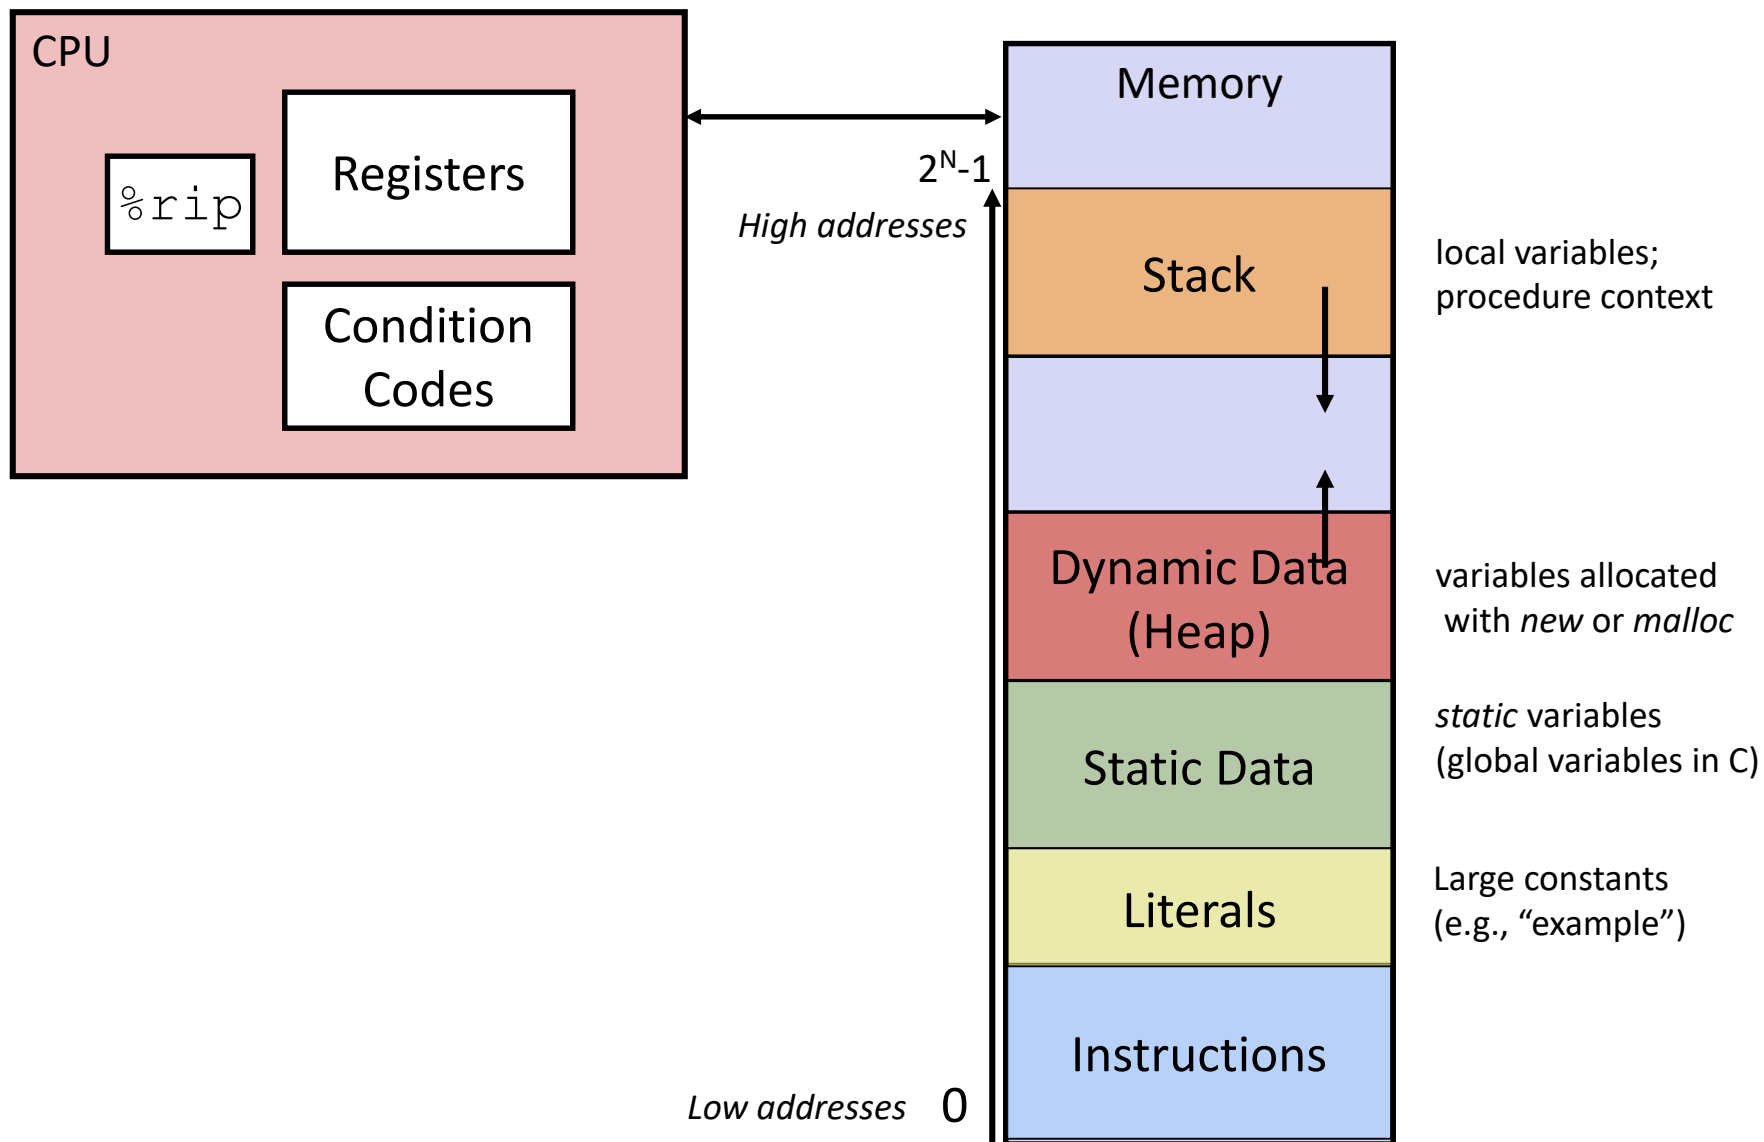 CPU
Registers
%rip
Condition
Codes
Memory
2ᴺ-1
High addresses
Stack
local variables;
procedure context
Dynamic Data
(Heap)
variables allocated
with new or malloc
Static Data
static variables
(global variables in C)
Literals
Large constants
(e.g., “example”)
Instructions
Low addresses 0